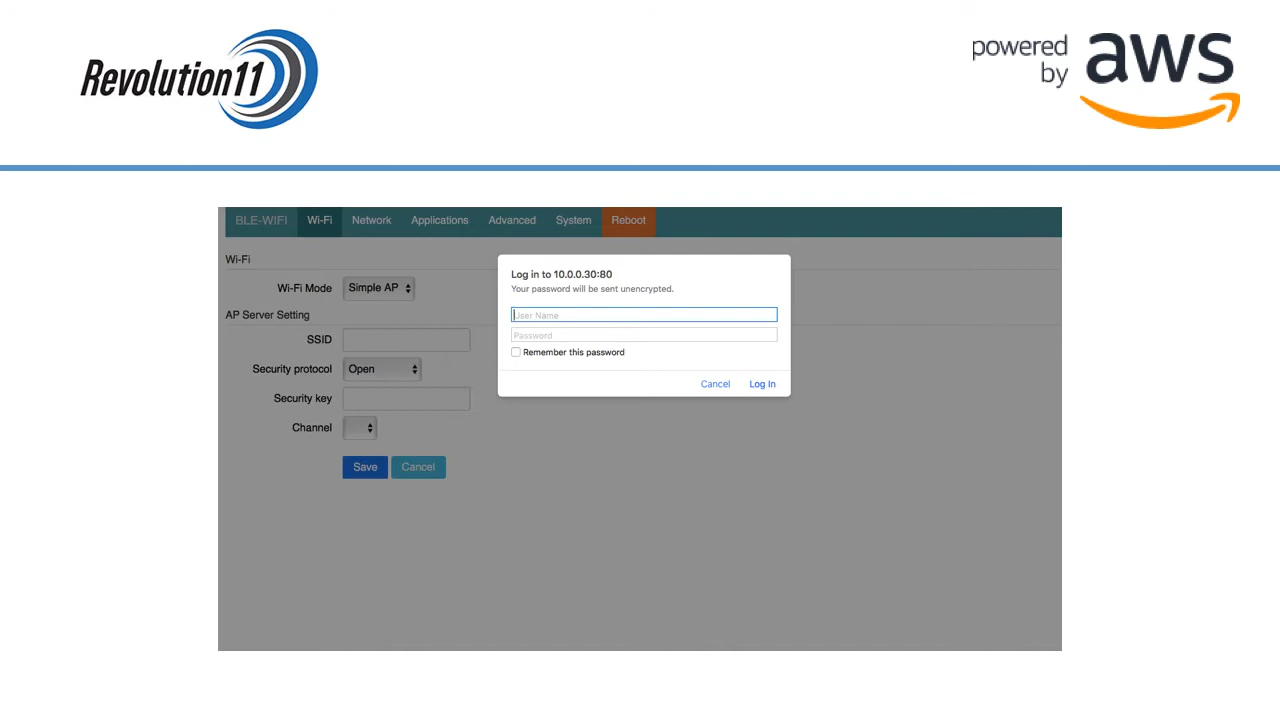 Revolution11
powered by aws
BLE-WIFI Wi-Fi Network Applications Advanced System Reboot
Wi-Fi
Wi-Fi Mode Simple AP
AP Server Setting
SSID
Security protocol Open
Security key
Channel
Save Cancel
Log in to 10.0.0.30:80
Your password will be sent unencrypted.
User Name
Password
Remember this password
Cancel Log In